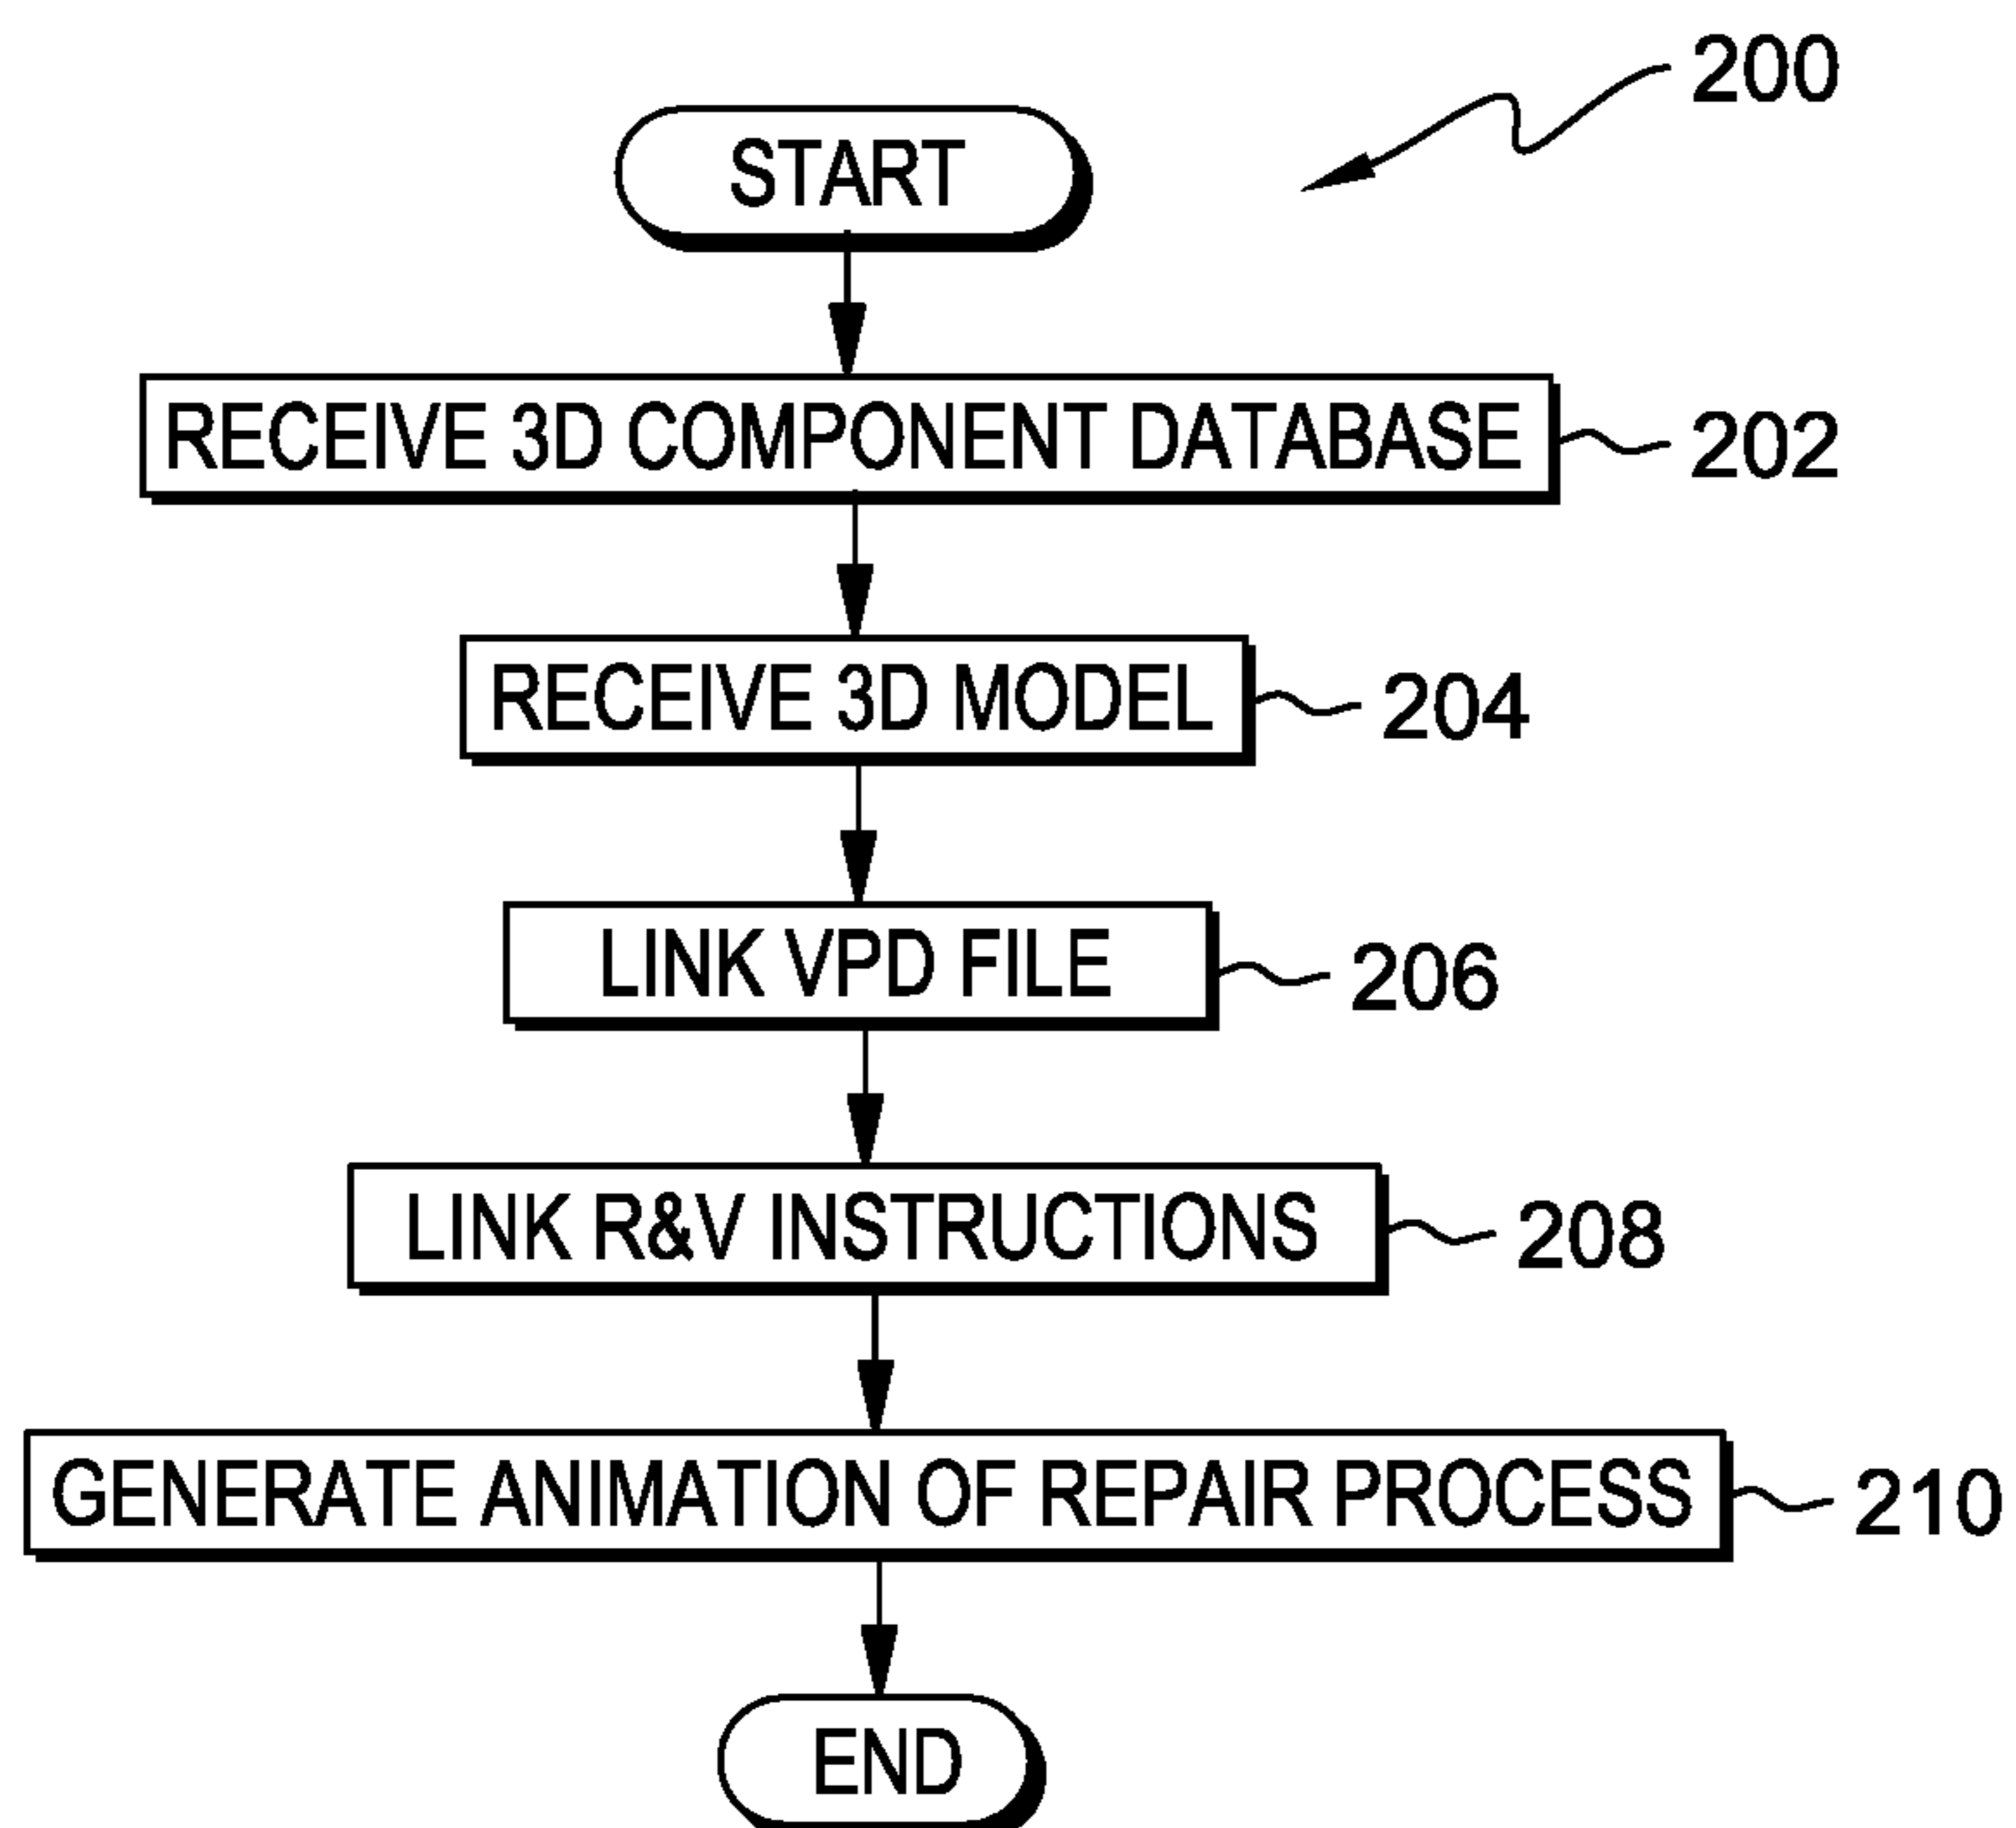 200
START
RECEIVE 3D COMPONENT DATABASE 202
RECEIVE 3D MODEL 204
LINK VPD FILE 206
LINK R&V INSTRUCTIONS 208
GENERATE ANIMATION OF REPAIR PROCESS 210
END